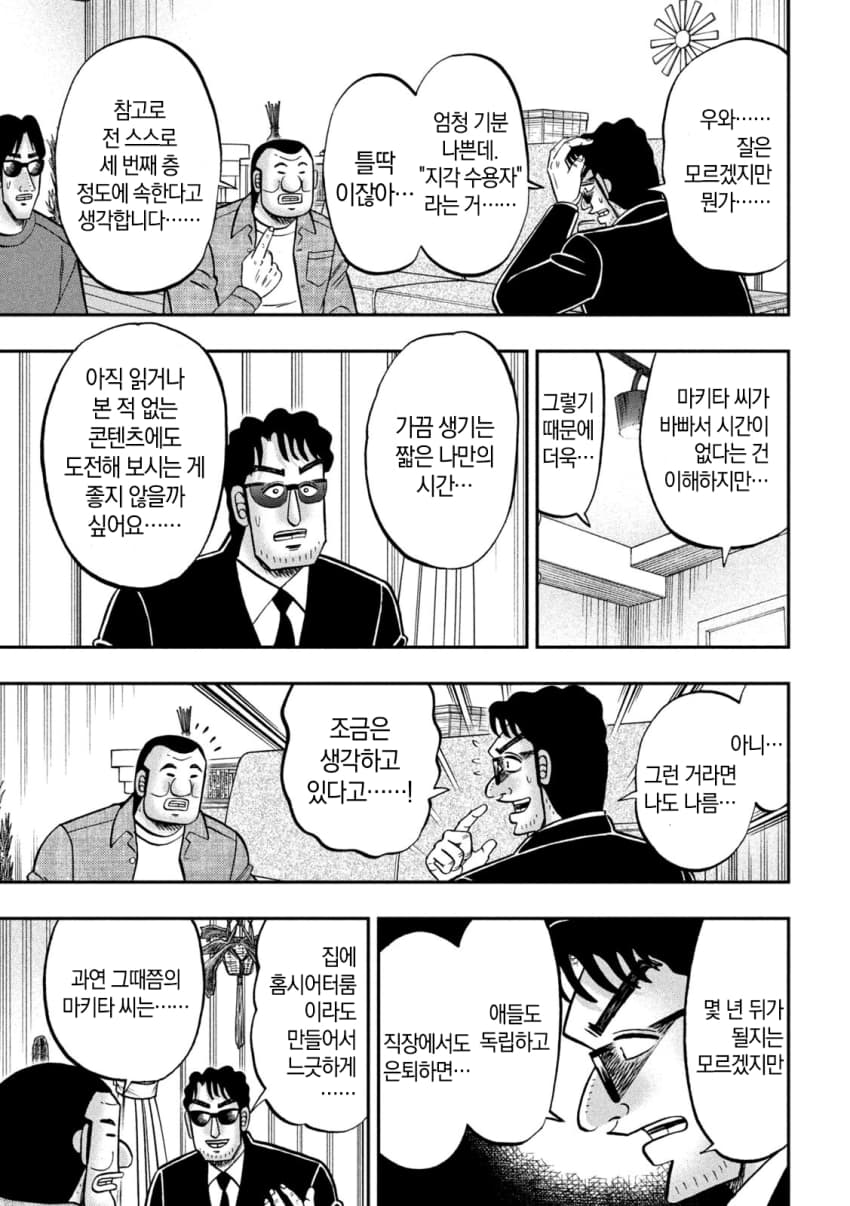 우와……
잘은
모르겠지만
뭔가……
엄청 기분
나쁜데.
"지각 수용자"
라는 거……
틀딱
이잖아…
참고로
전 스스로
세 번째 층
정도에 속한다고
생각합니다……
마키타 씨가
바빠서 시간이
없다는 건
이해하지만…
그렇기
때문에
더욱…
가끔 생기는
짧은 나만의
시간…
아직 읽거나
본 적 없는
콘텐츠에도
도전해 보시는 게
좋지 않을까
싶어요……
아니…
그런 거라면
나도 나름…
조금은
생각하고
있다고……!
몇 년 뒤가
될지는
모르겠지만
애들도
독립하고
직장에서도
은퇴하면…
집에
홈시어터룸
이라도
만들어서
느긋하게
……
과연 그때쯤의
마키타 씨는……